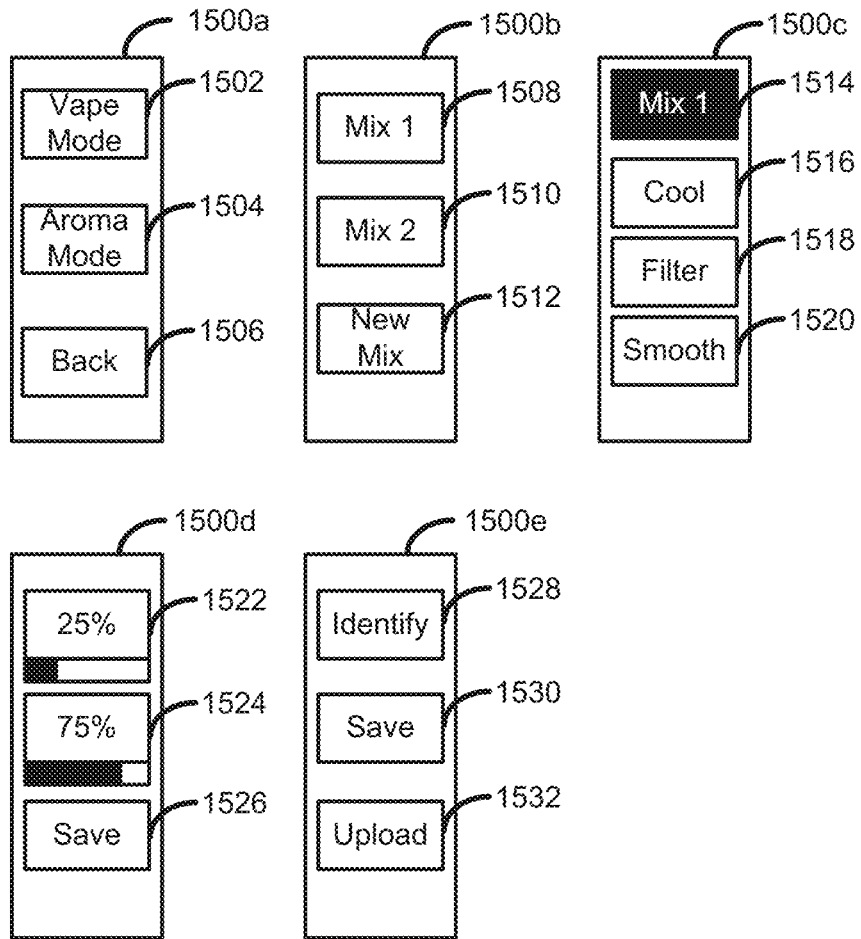 1500a
Vape
Mode
1502
Aroma
Mode
1504
Back
1506
1500b
Mix 1
1508
Mix 2
1510
New
Mix
1512
1500c
Mix 1
1514
Cool
1516
Filter
1518
Smooth
1520
1500d
25%
1522
75%
1524
Save
1526
1500e
Identify
1528
Save
1530
Upload
1532